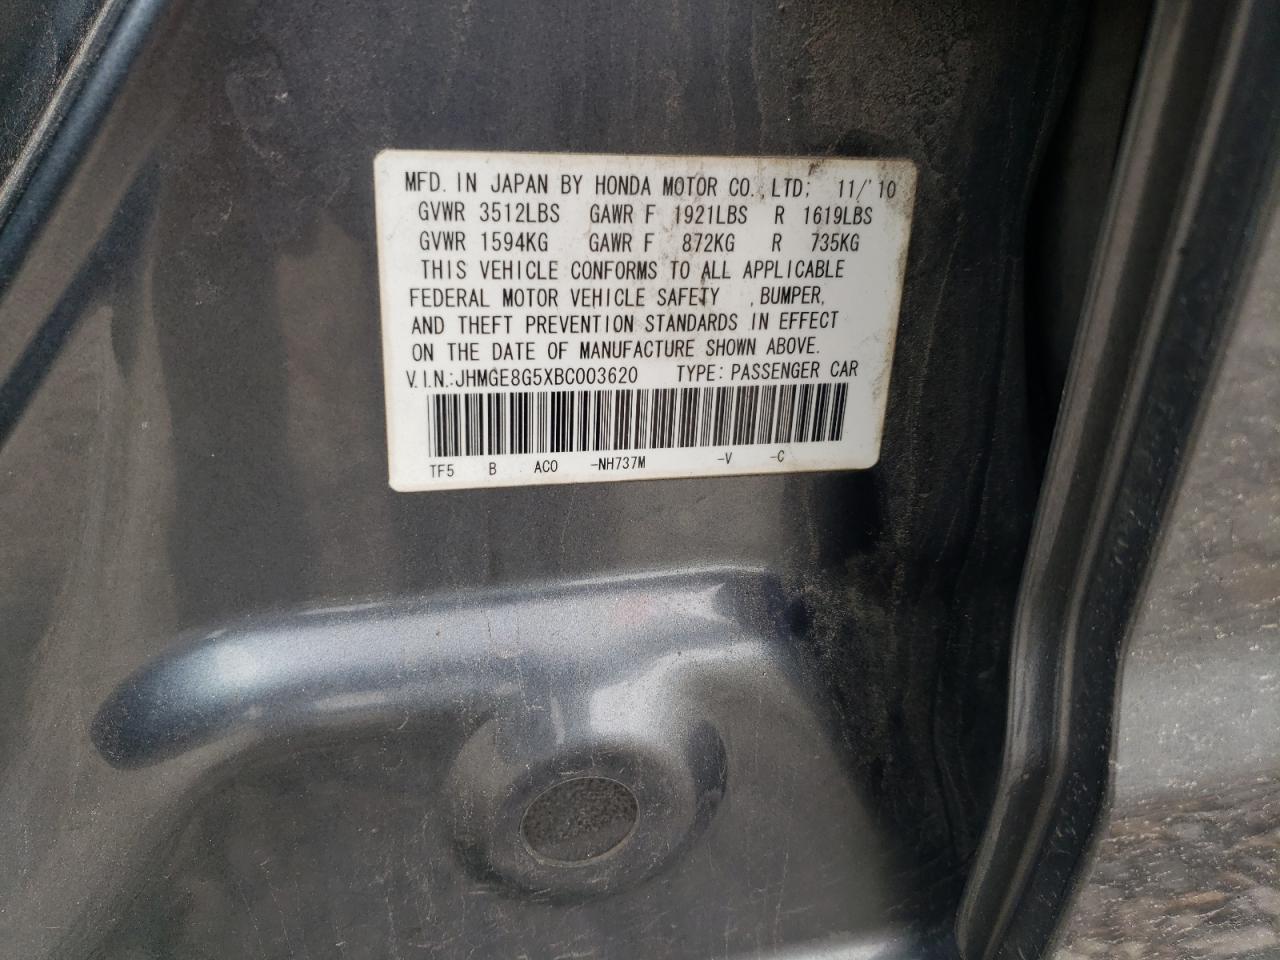 MFD. IN JAPAN BY HONDA MOTOR CO. LTD; 11/'10
GVWR 3512LBS GAWR F 1921LBS R 1619LBS
GVWR 1594KG GAWR F 872KG R 735KG
THIS VEHICLE CONFORMS TO ALL APPLICABLE
FEDERAL MOTOR VEHICLE SAFETY , BUMPER,
AND THEFT PREVENTION STANDARDS IN EFFECT
ON THE DATE OF MANUFACTURE SHOWN ABOVE.
V.I.N.:JHMGE8G5XBC003620 TYPE: PASSENGER CAR
TF5 B AC0 -NH737M -V -C